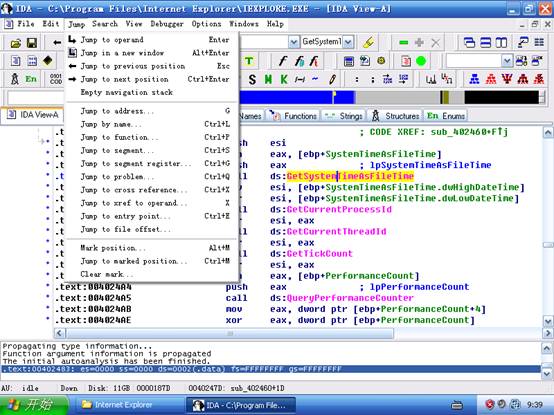 IDA - C:\Program Files\Internet Explorer\IEXPLORE.EXE - [IDA View-A]
File Edit Jump Search View Debugger Options Windows Help
Jump to operand Enter
Jump in a new window Alt+Enter
Jump to previous position Esc
Jump to next position Ctrl+Enter
Empty navigation stack
Jump to address... G
Jump by name... Ctrl+L
Jump to function... Ctrl+P
Jump to segment... Ctrl+S
Jump to segment register... Ctrl+G
Jump to problem... Ctrl+Q
Jump to cross reference... Ctrl+X
Jump to xref to operand... X
Jump to entry point... Ctrl+E
Jump to file offset...
Mark position... Alt+M
Jump to marked position... Ctrl+M
Clear mark...
GetSystemT
En
S M K
IDA View-A
Names Functions Strings Structures En Enums
; CODE XREF: sub_402460+F↑j
esi
eax, [ebp+SystemTimeAsFileTime]
eax ; lpSystemTimeAsFileTime
ds:GetSystemTimeAsFileTime
esi, [ebp+SystemTimeAsFileTime.dwHighDateTime]
esi, [ebp+SystemTimeAsFileTime.dwLowDateTime]
ds:GetCurrentProcessId
esi, eax
ds:GetCurrentThreadId
esi, eax
ds:GetTickCount
esi, eax
eax, [ebp+PerformanceCount]
.text:004024A4 push eax ; lpPerformanceCount
.text:004024A5 call ds:QueryPerformanceCounter
.text:004024AB mov eax, dword ptr [ebp+PerformanceCount+4]
.text:004024AE xor eax, dword ptr [ebp+PerformanceCount]
Propagating type information...
Function argument information is propagated
The initial autoanalysis has been finished.
.text:00402483: es=0000 ss=0000 ds=0002(.data) fs=FFFFFFFF gs=FFFFFFFF
AU: idle Down Disk: 11GB 0000187D 0040247D: sub_402460+1D
开始 Internet Explorer IDA - C:\Program Files... 9:39